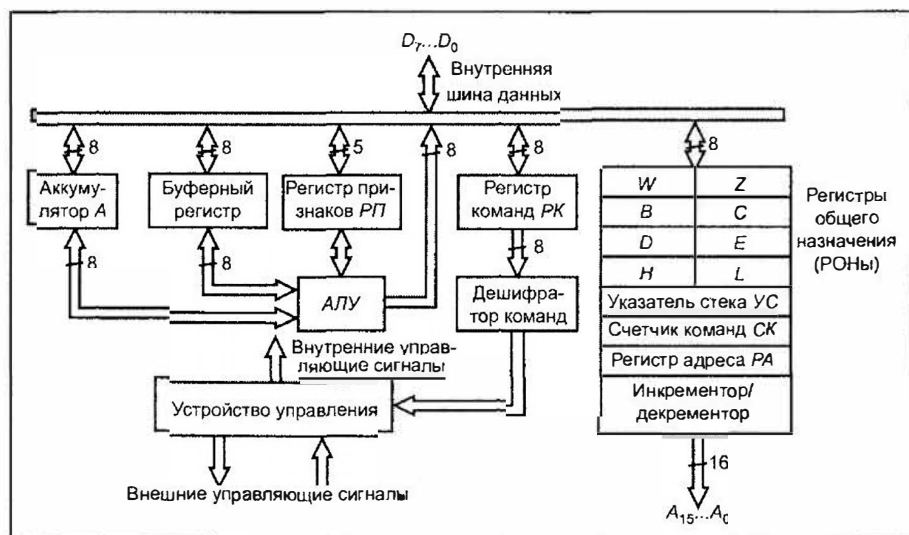 D₇...D₀
Внутренняя
шина данных
8
8
5
8
8
8
Аккуму-
лятор А
Буферный
регистр
Регистр при-
знаков РП
Регистр
команд РК
W Z
B C
D E
H L
Регистры
общего
назначения
(РОНы)
8
8
8
АЛУ
Дешифра-
тор команд
Указатель стека УС
Счетчик команд СК
Регистр адреса РА
Инкрементор/
декрементор
Внутренние управ-
ляющие сигналы
Устройство управления
16
Внешние управляющие сигналы
A₁₅...A₀